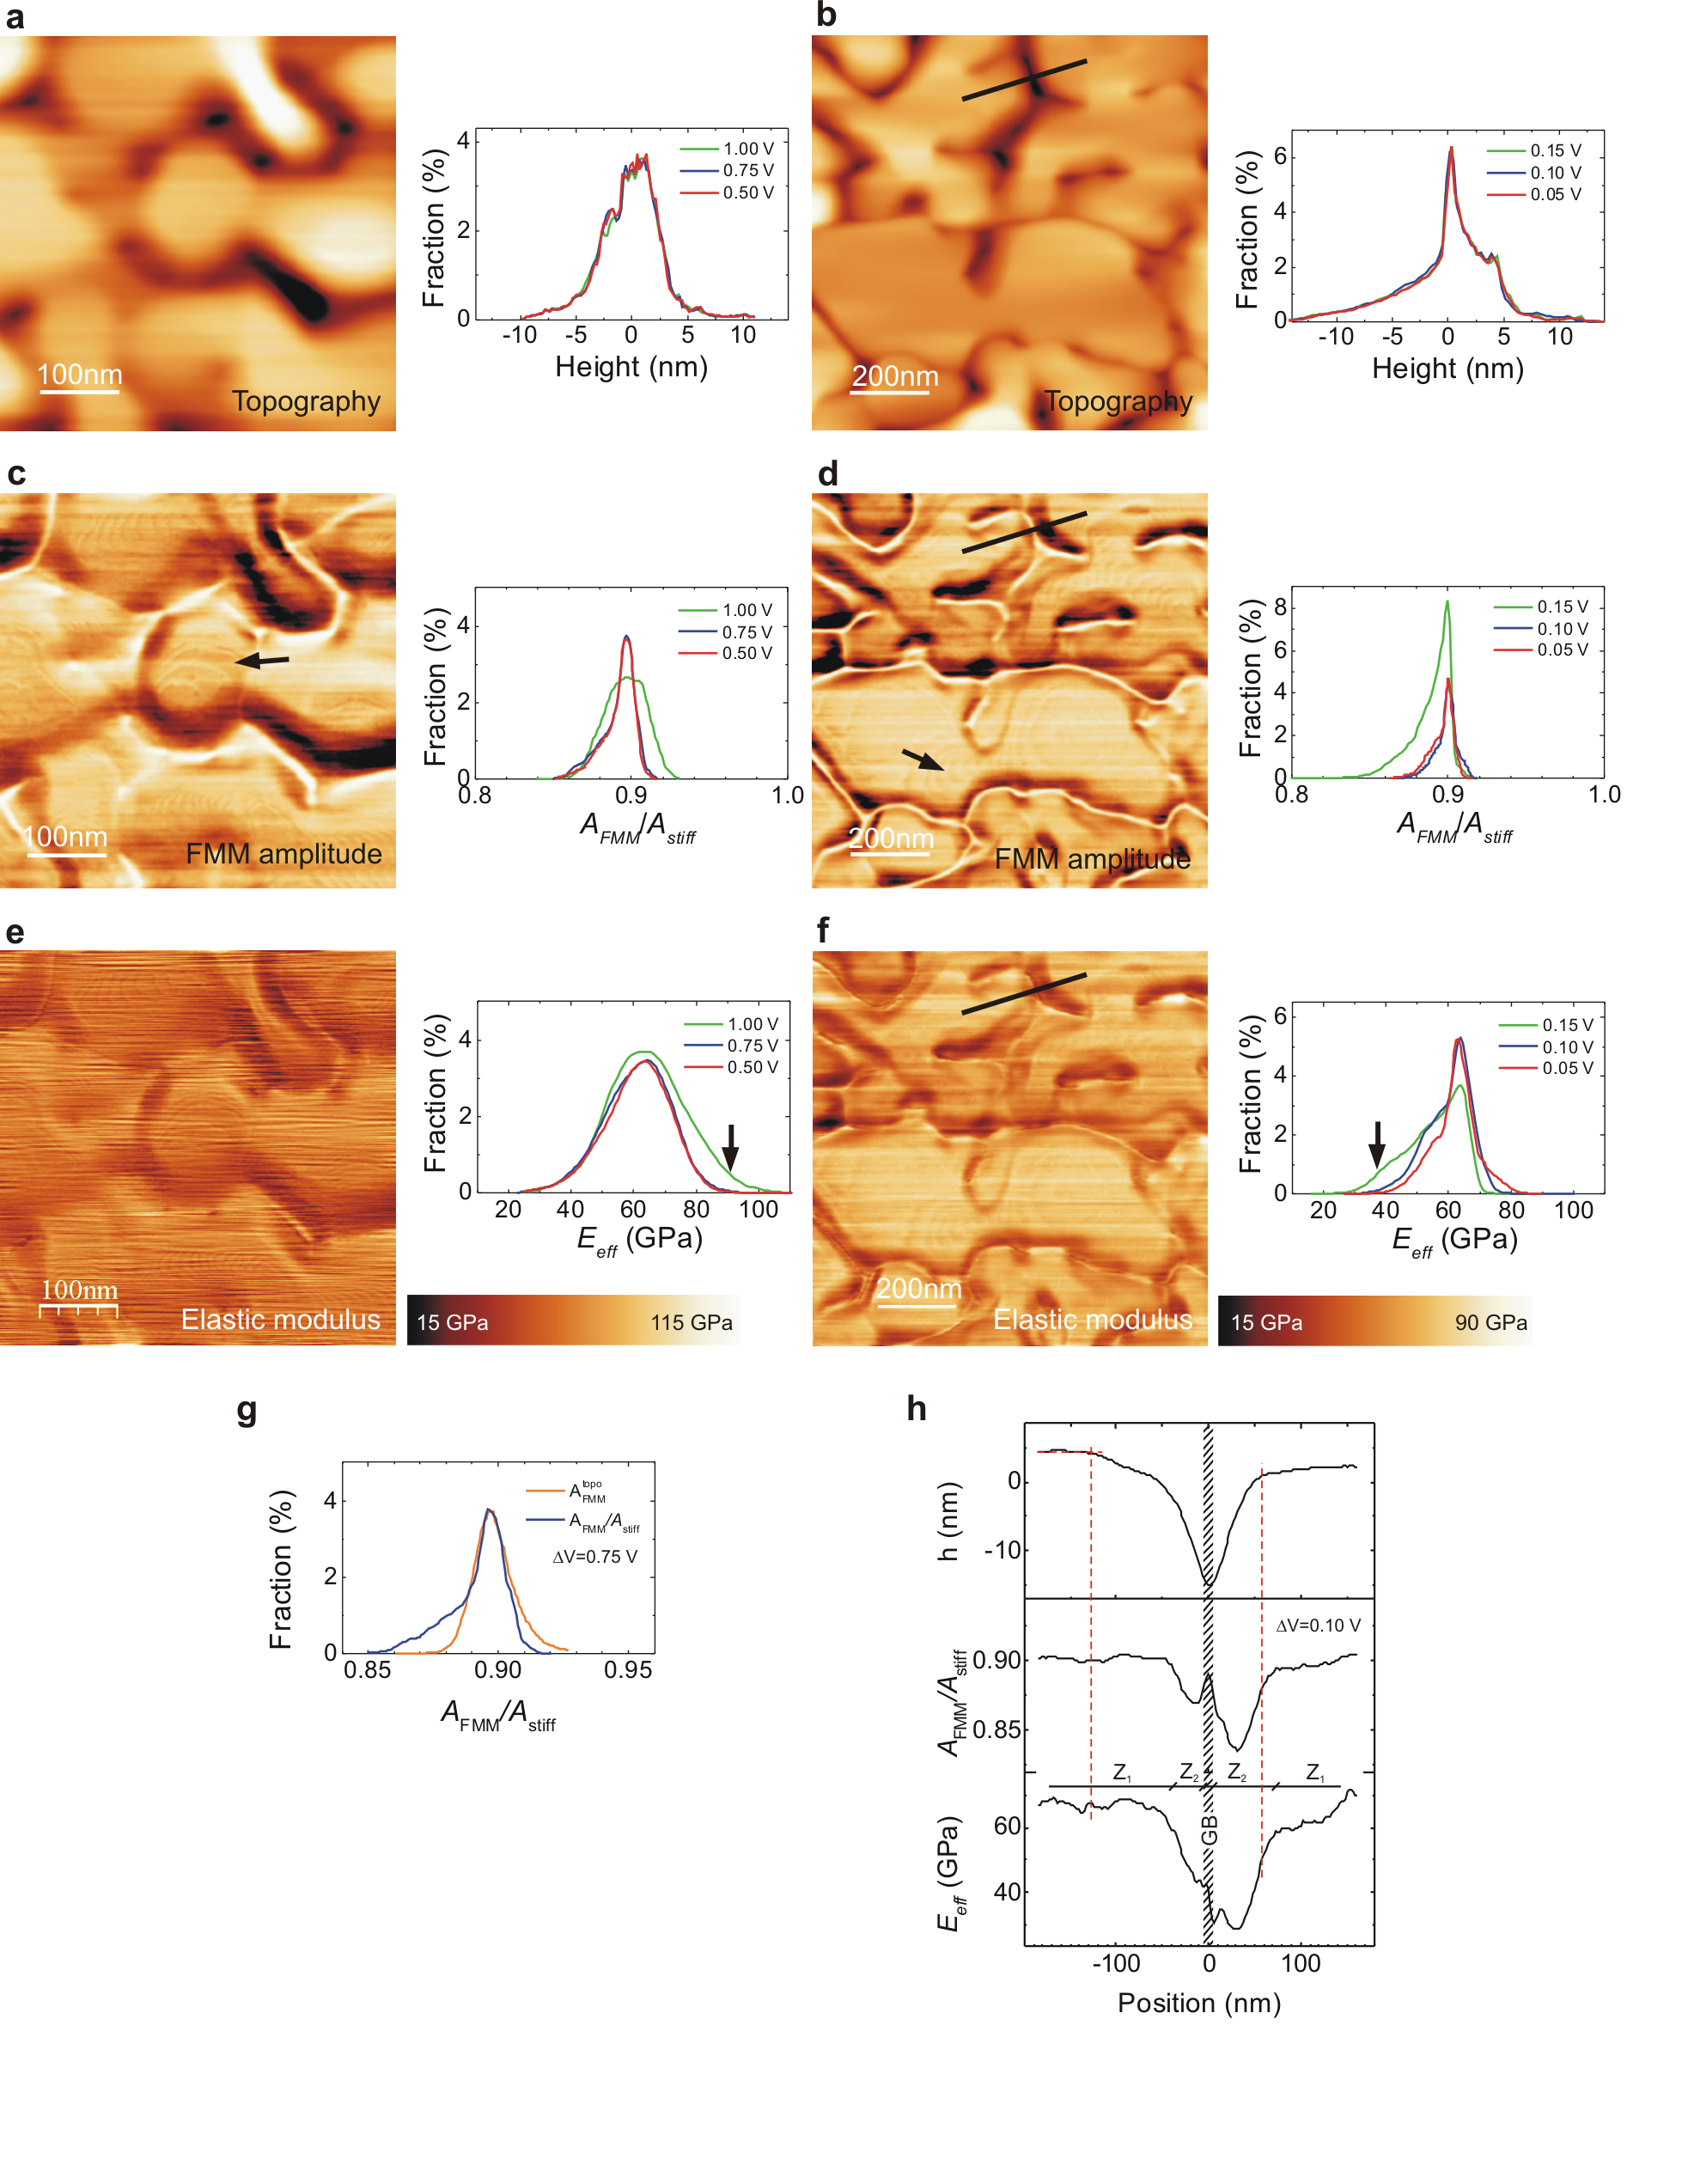 a
100nm
Topography
Fraction (%)
4
2
0
-10 -5 0 5 10
Height (nm)
1.00 V
0.75 V
0.50 V
b
200nm
Topography
Fraction (%)
6
4
2
0
-10 -5 0 5 10
Height (nm)
0.15 V
0.10 V
0.05 V
c
100nm
FMM amplitude
Fraction (%)
4
2
0
0.8 0.9 1.0
AFMM/Astiff
1.00 V
0.75 V
0.50 V
d
200nm
FMM amplitude
Fraction (%)
8
6
4
2
0
0.8 0.9 1.0
AFMM/Astiff
0.15 V
0.10 V
0.05 V
e
100nm
Elastic modulus
Fraction (%)
4
2
0
20 40 60 80 100
Eeff (GPa)
1.00 V
0.75 V
0.50 V
15 GPa 115 GPa
f
200nm
Elastic modulus
Fraction (%)
6
4
2
0
20 40 60 80 100
Eeff (GPa)
0.15 V
0.10 V
0.05 V
15 GPa 90 GPa
g
Fraction (%)
4
2
0
0.85 0.90 0.95
AFMM/Astiff
AFMM topo
AFMM/Astiff
ΔV=0.75 V
h
h (nm)
0
-10
ΔV=0.10 V
AFMM/Astiff
0.90
0.85
Z1 Z2 Z2 Z1
GB
Eeff (GPa)
60
40
-100 0 100
Position (nm)